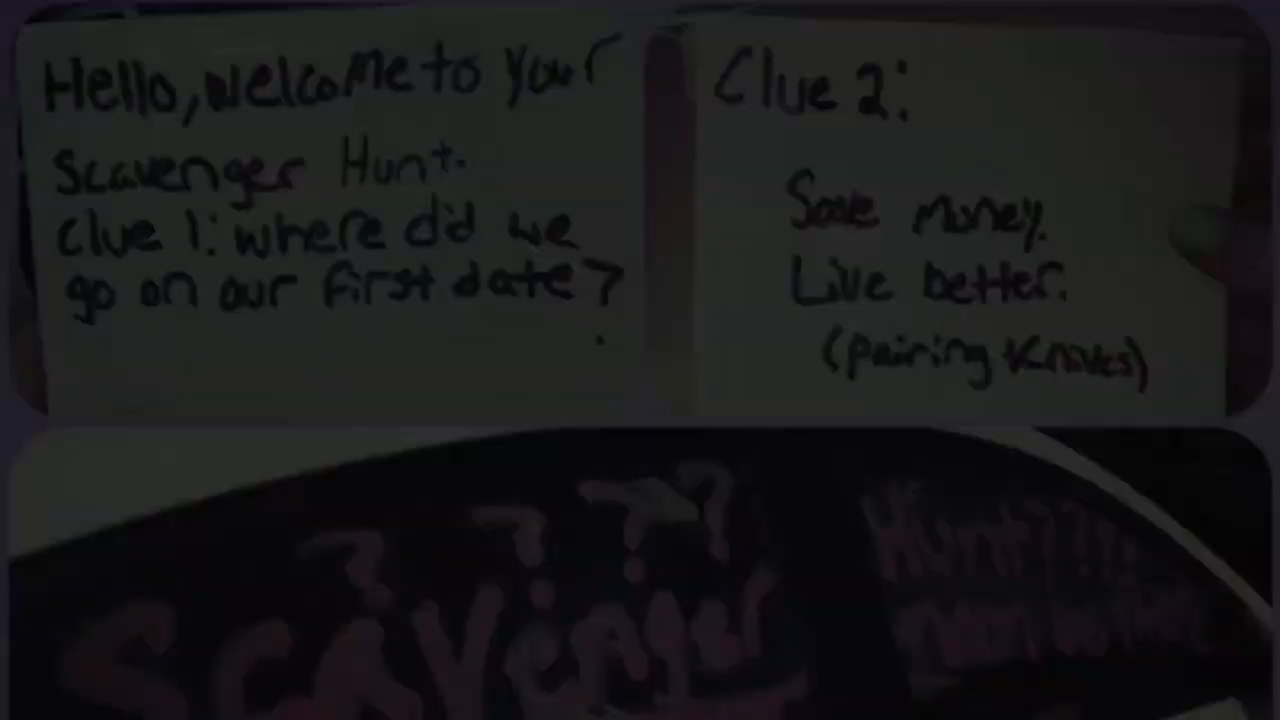 Hello, welcome to your
Scavenger Hunt.
Clue 1: where did we
go on our first date?
Clue 2:
Save money.
Live better.
(pairing knives)
? ? ? ?
Scavenger
Hunt???